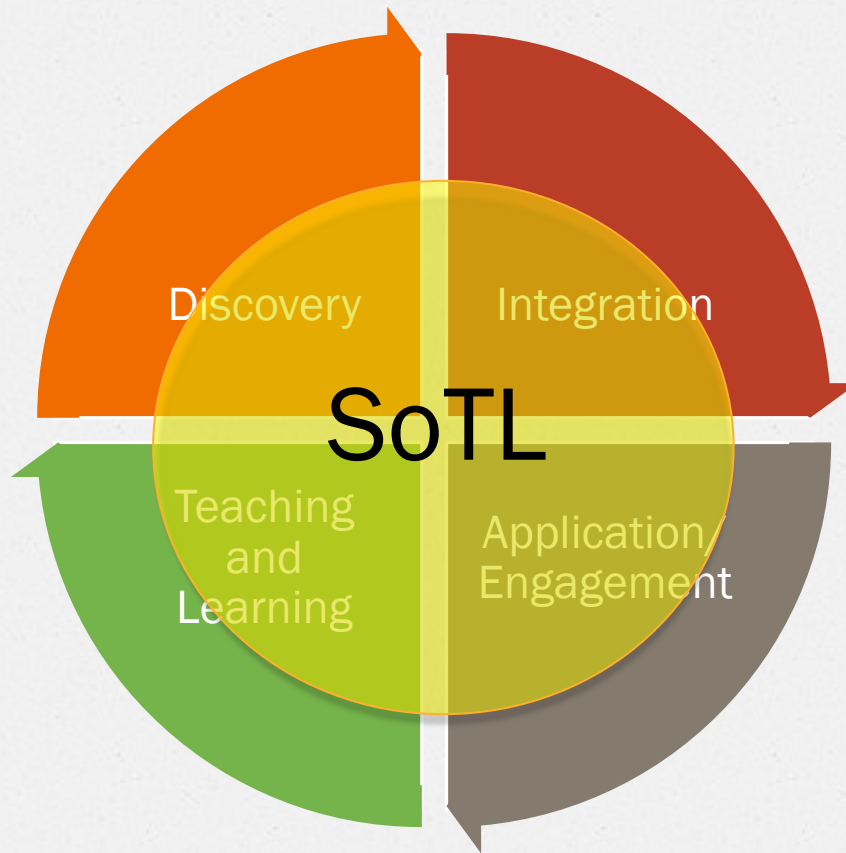 Discovery
Integration
SoTL
Teaching
and
Learning
Application/
Engagement